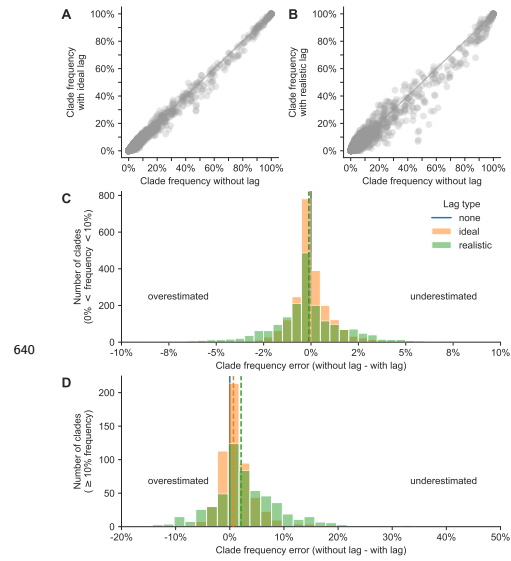 A
B
Clade frequency
with ideal lag
100%
80%
60%
40%
20%
0%
0% 20% 40% 60% 80% 100%
Clade frequency without lag
Clade frequency
with realistic lag
100%
80%
60%
40%
20%
0%
0% 20% 40% 60% 80% 100%
Clade frequency without lag
C
Number of clades
(0% < frequency < 10%)
800
600
400
200
0
overestimated
underestimated
Lag type
none
ideal
realistic
-10% -8% -5% -2% 0% 2% 5% 8% 10%
Clade frequency error (without lag - with lag)
640
D
Number of clades
(≥ 10% frequency)
200
150
100
50
0
overestimated
underestimated
-20% -10% 0% 10% 20% 30% 40% 50%
Clade frequency error (without lag - with lag)